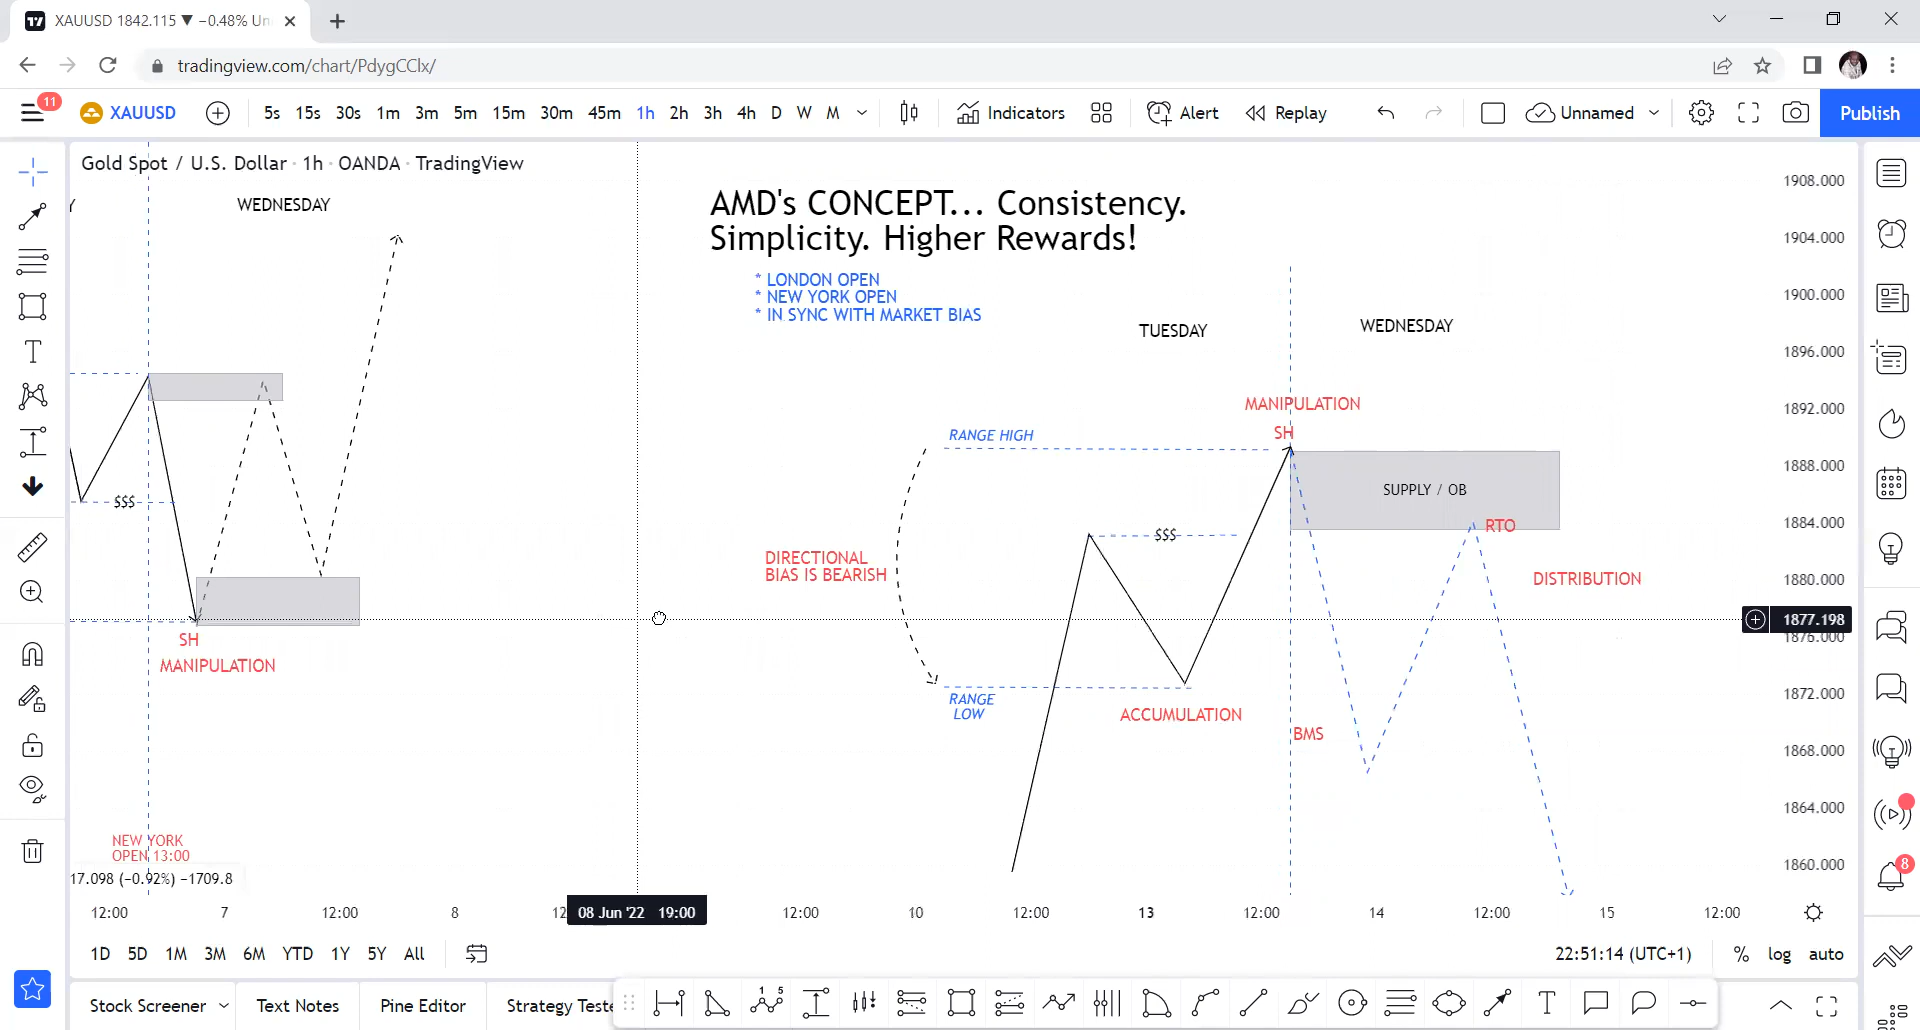 XAUUSD 1842.115 ▼ −0.48% Un
tradingview.com/chart/PdygCClx/
11
XAUUSD
5s 15s 30s 1m 3m 5m 15m 30m 45m 1h 2h 3h 4h D W M
Indicators
Alert
Replay
Unnamed
Publish
Gold Spot / U.S. Dollar · 1h · OANDA · TradingView
Y
WEDNESDAY
AMD's CONCEPT... Consistency.
Simplicity. Higher Rewards!
* LONDON OPEN
* NEW YORK OPEN
* IN SYNC WITH MARKET BIAS
TUESDAY
WEDNESDAY
MANIPULATION
SH
RANGE HIGH
SUPPLY / OB
$$$
RTO
$$$
DIRECTIONAL
BIAS IS BEARISH
DISTRIBUTION
SH
MANIPULATION
RANGE
LOW
ACCUMULATION
BMS
NEW YORK
OPEN 13:00
17.098 (−0.92%) −1709.8
1908.000
1904.000
1900.000
1896.000
1892.000
1888.000
1884.000
1880.000
1877.198
1876.000
1872.000
1868.000
1864.000
1860.000
8
12:00 7 12:00 8 12 08 Jun '22 19:00 12:00 10 12:00 13 12:00 14 12:00 15 12:00
1D 5D 1M 3M 6M YTD 1Y 5Y All
22:51:14 (UTC+1) % log auto
Stock Screener Text Notes Pine Editor Strategy Teste
1 5